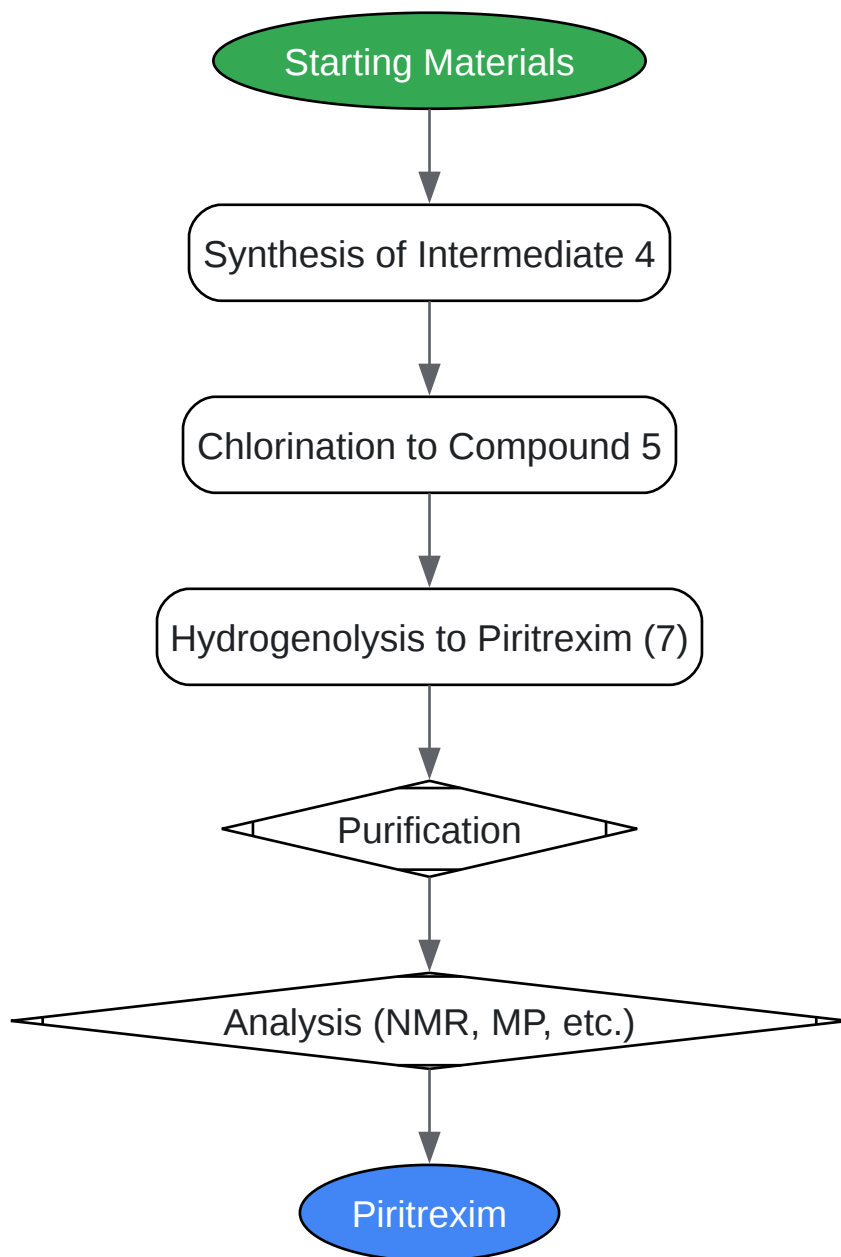 Starting Materials
Synthesis of Intermediate 4
Chlorination to Compound 5
Hydrogenolysis to Piritrexim (7)
Purification
Analysis (NMR, MP, etc.)
Piritrexim